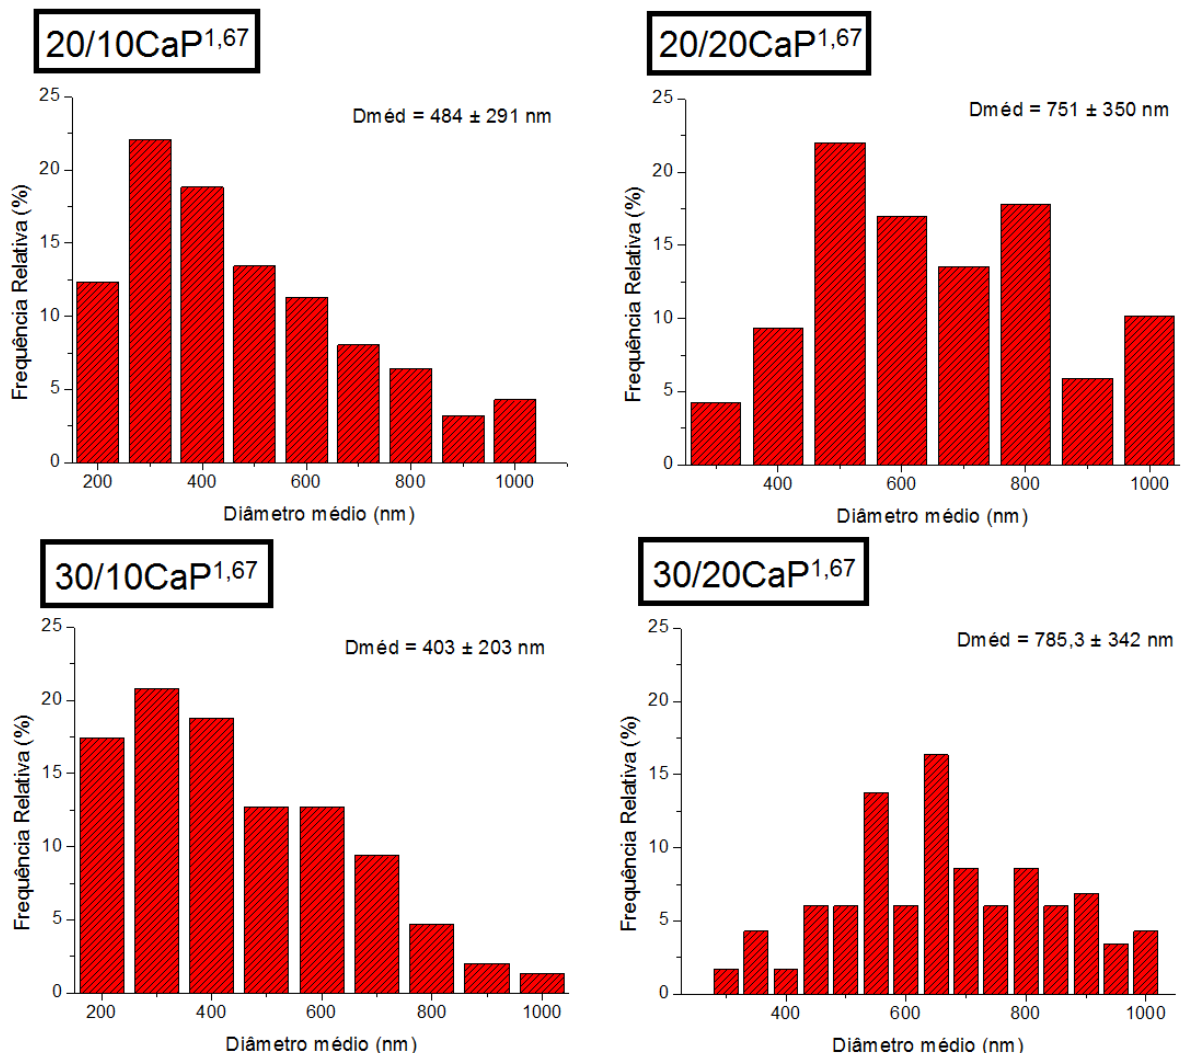 20/10CaP1,67
Dméd = 484 ± 291 nm
Frequência Relativa (%)
25
20
15
10
5
0
200 400 600 800 1000
Diâmetro médio (nm)
20/20CaP1,67
Dméd = 751 ± 350 nm
Frequência Relativa (%)
25
20
15
10
5
0
400 600 800 1000
Diâmetro médio (nm)
30/10CaP1,67
Dméd = 403 ± 203 nm
Frequência Relativa (%)
25
20
15
10
5
0
200 400 600 800 1000
Diâmetro médio (nm)
30/20CaP1,67
Dméd = 785,3 ± 342 nm
Frequência Relativa (%)
25
20
15
10
5
0
400 600 800 1000
Diâmetro médio (nm)